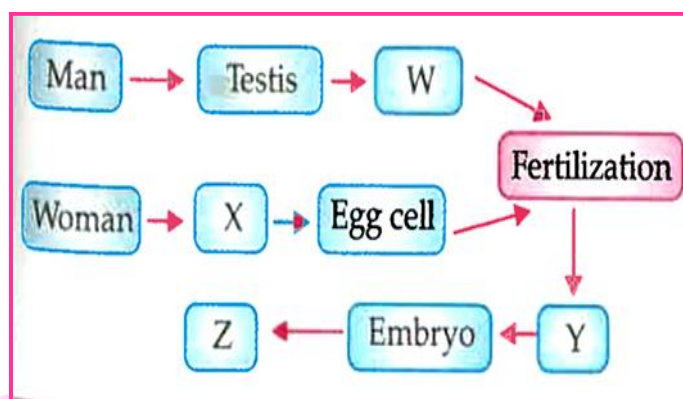 Man
Testis
W
Fertilization
Woman
X
Egg cell
Z
Embryo
Y